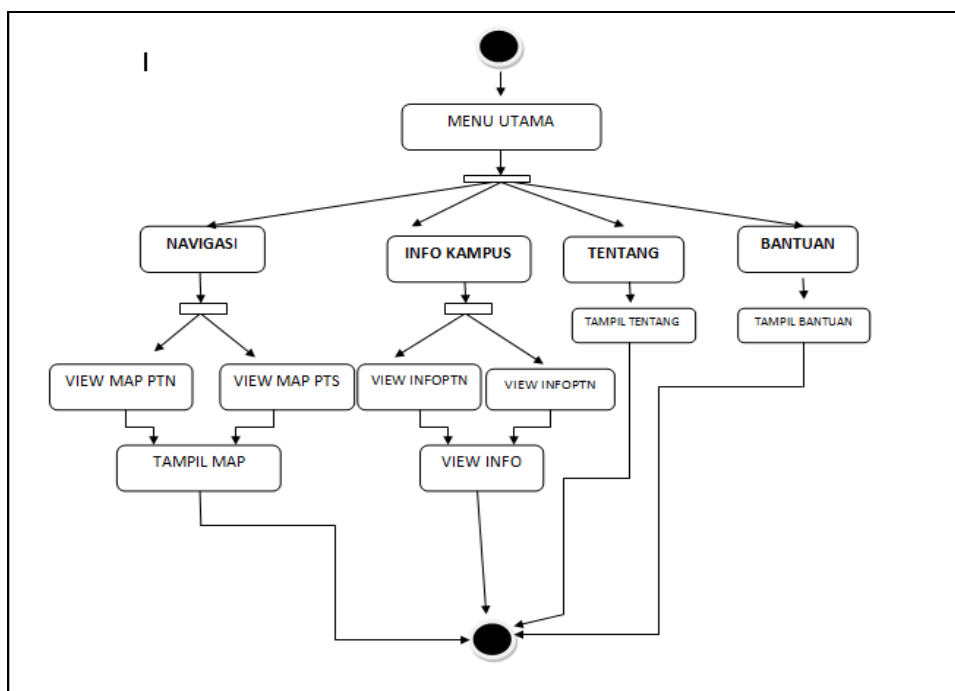 I
MENU UTAMA
NAVIGASI
INFO KAMPUS
TENTANG
BANTUAN
TAMPIL TENTANG
TAMPIL BANTUAN
VIEW MAP PTN
VIEW MAP PTS
VIEW INFOPTN
VIEW INFOPTN
TAMPIL MAP
VIEW INFO